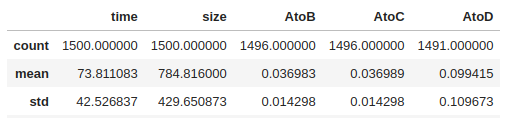 time size AtoB AtoC AtoD
count 1500.000000 1500.000000 1496.000000 1496.000000 1491.000000
mean 73.811083 784.816000 0.036983 0.036989 0.099415
std 42.526837 429.650873 0.014298 0.014298 0.109673